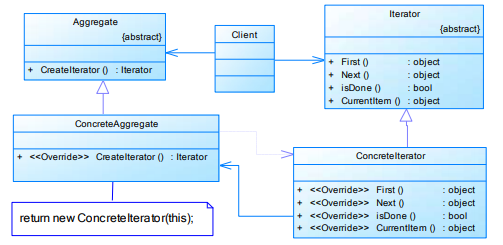 Aggregate
{abstract}
+ CreateIterator () : Iterator
Client
Iterator
{abstract}
+ First () : object
+ Next () : object
+ isDone () : bool
+ CurrentItem () : object
ConcreteAggregate
+ <<Override>> CreateIterator () : Iterator
return new ConcreteIterator(this);
ConcreteIterator
+ <<Override>> First () : object
+ <<Override>> Next () : object
+ <<Override>> isDone () : bool
+ <<Override>> CurrentItem () : object